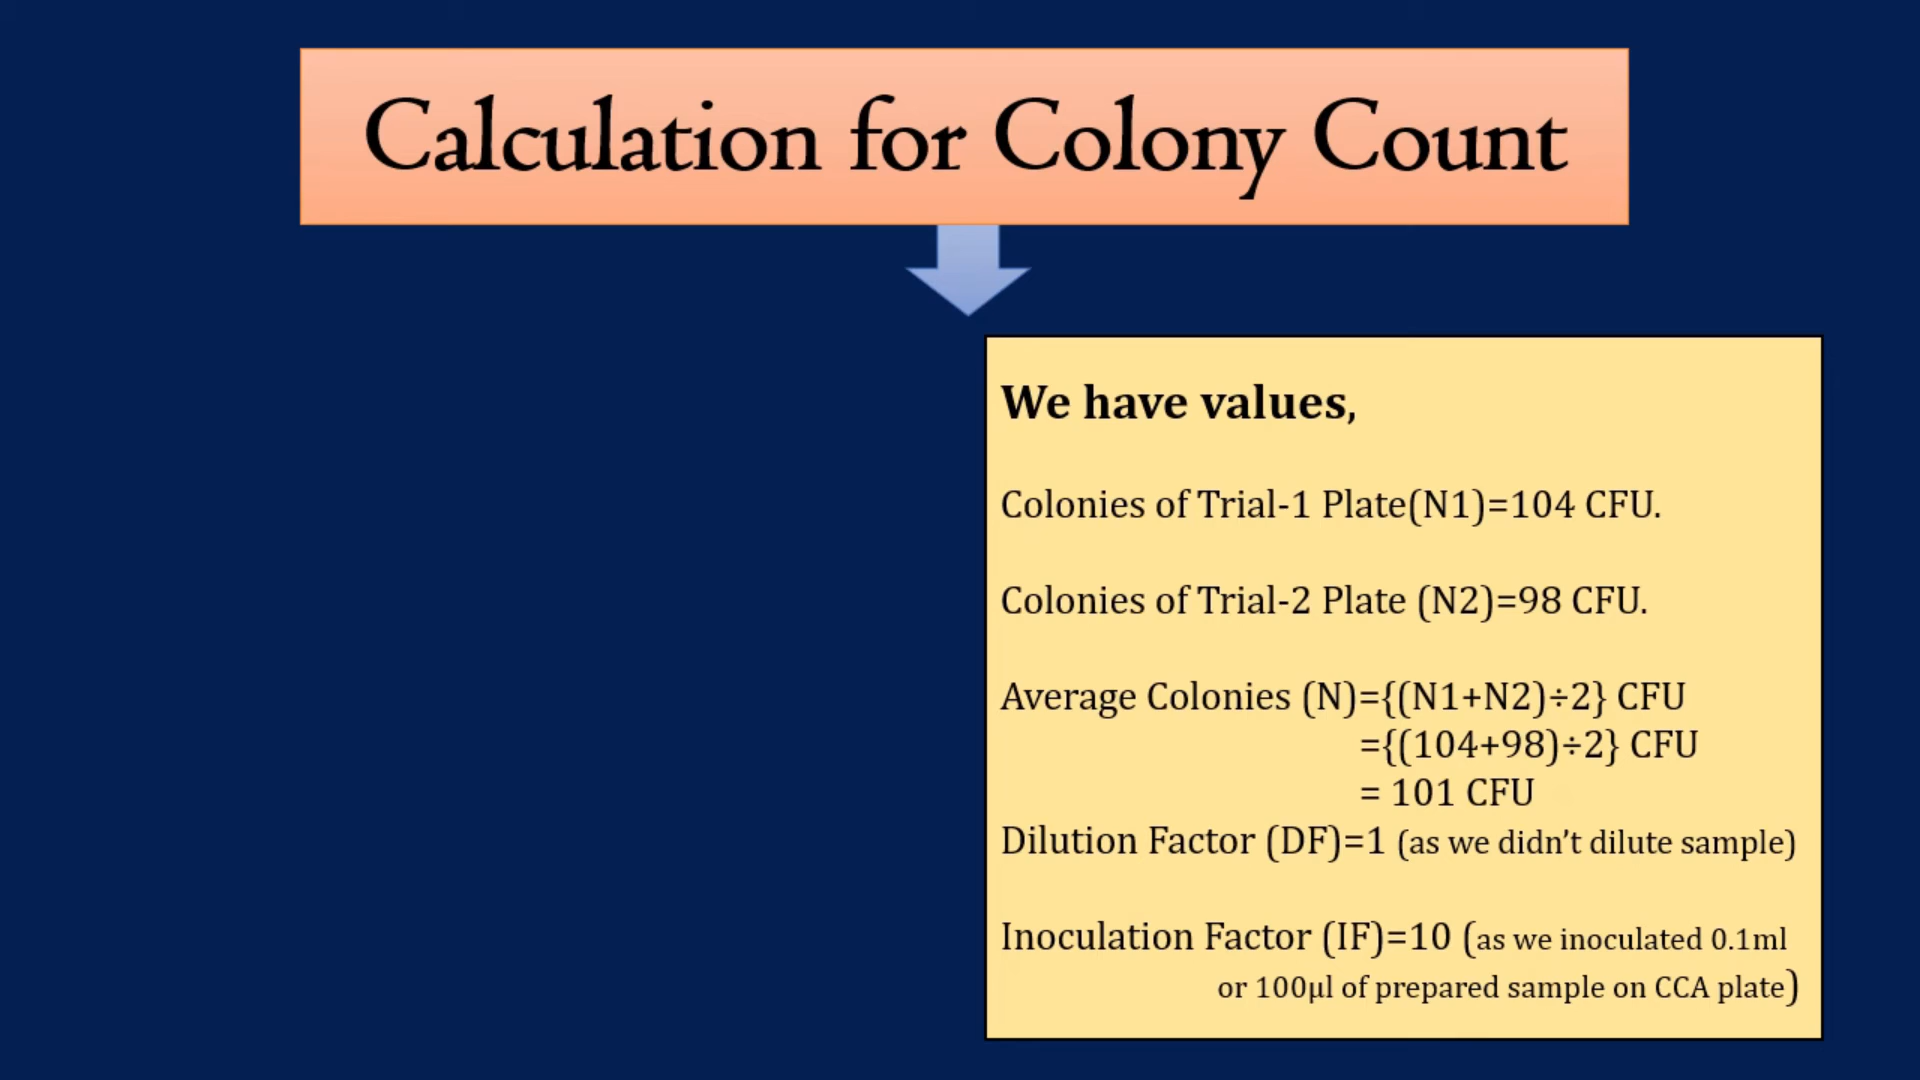 Calculation for Colony Count
We have values,
Colonies of Trial-1 Plate(N1)=104 CFU.
Colonies of Trial-2 Plate (N2)=98 CFU.
Average Colonies (N)={(N1+N2)÷2} CFU
={(104+98)÷2} CFU
= 101 CFU
Dilution Factor (DF)=1 (as we didn’t dilute sample)
Inoculation Factor (IF)=10 (as we inoculated 0.1ml
or 100µl of prepared sample on CCA plate)